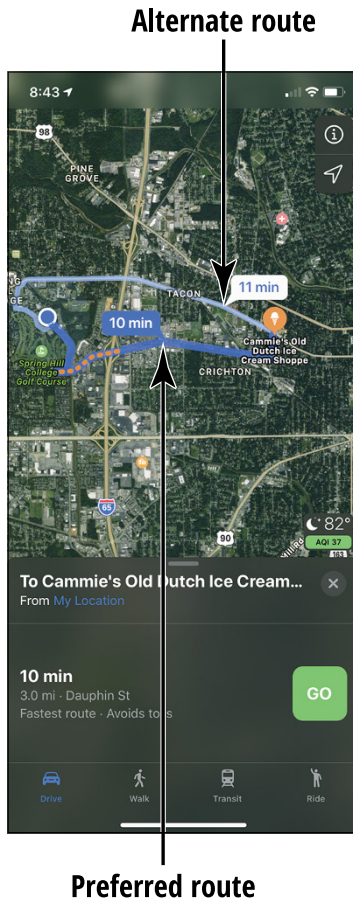 Alternate route
8:43
98
PINE
GROVE
11 min
TACON
10 min
Cammie's Old
Dutch Ice
Cream Shoppe
Spring Hill
College
Golf Course
CRICHTON
65
90
82°
AQI 37
163
To Cammie's Old Dutch Ice Cream...
From My Location
10 min
3.0 mi · Dauphin St
GO
Fastest route · Avoids tolls
Drive
Walk
Transit
Ride
Preferred route